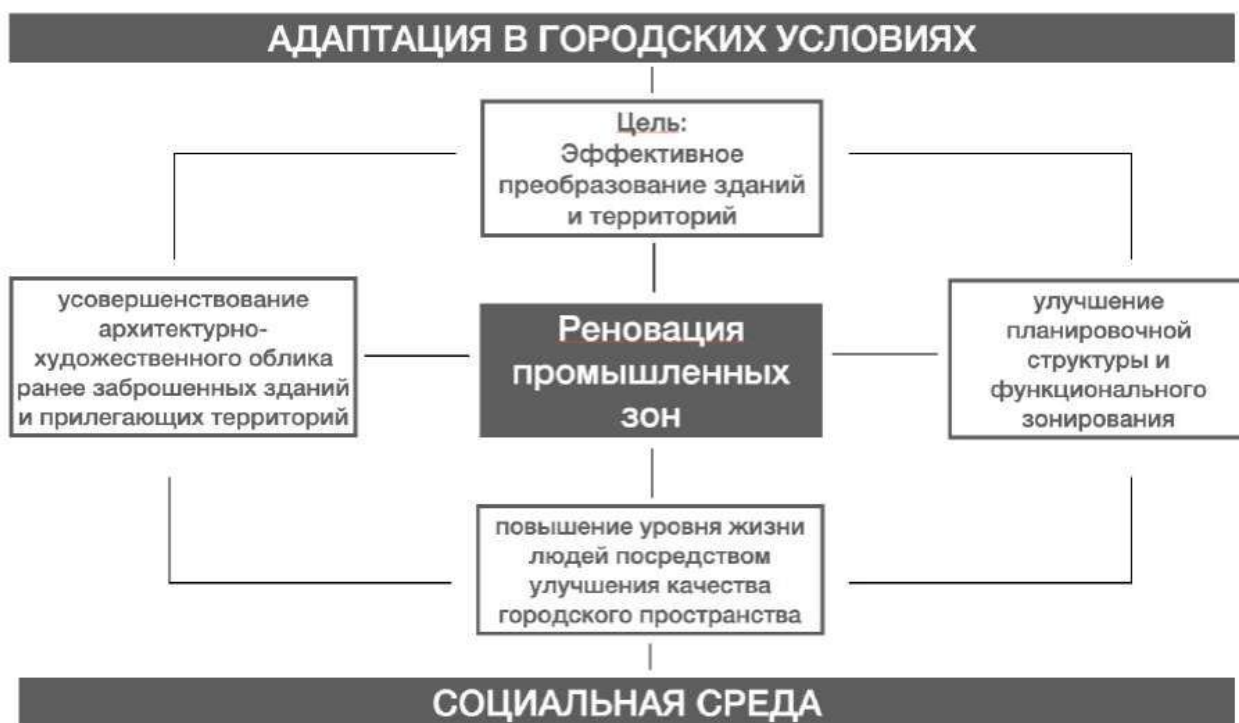 АДАПТАЦИЯ В ГОРОДСКИХ УСЛОВИЯХ
Цель:
Эффективное
преобразование зданий
и территорий
усовершенствование
архитектурно-
художественного облика
ранее заброшенных зданий
и прилегающих территорий
Реновация
промышленных
зон
улучшение
планировочной
структуры и
функционального
зонирования
повышение уровня жизни
людей посредством
улучшения качества
городского пространства
СОЦИАЛЬНАЯ СРЕДА